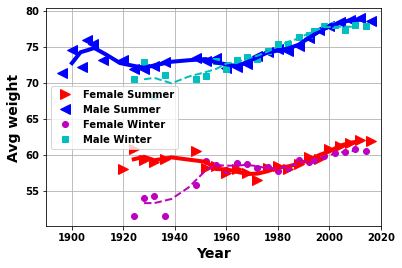 80
75
70
65
60
55
Avg weight
Female Summer
Male Summer
Female Winter
Male Winter
1900 1920 1940 1960 1980 2000 2020
Year